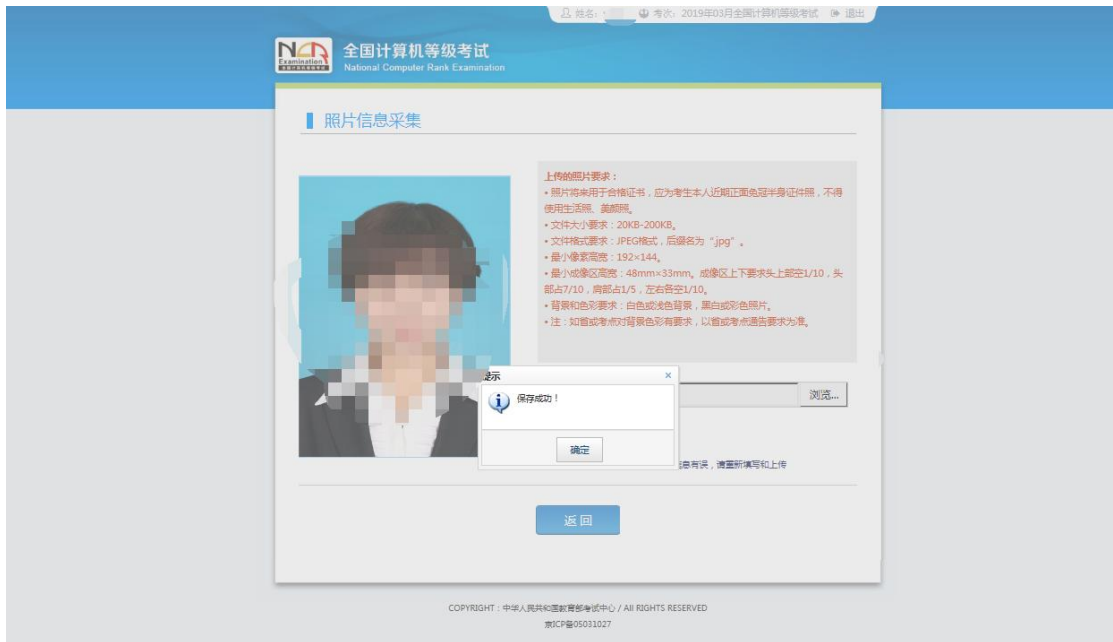 姓名:
考次: 2019年03月全国计算机等级考试
退出
NCR
Examination
全国计算机等级考试
National Computer Rank Examination
照片信息采集
上传的照片要求：
• 照片将来用于合格证书，应为考生本人近期正面免冠半身证件照，不得
使用生活照、美颜照。
• 文件大小要求：20KB-200KB。
• 文件格式要求：JPEG格式，后缀名为 "jpg" 。
• 最小像素高宽：192×144。
• 最小成像区高宽：48mm×33mm。成像区上下要求头上部空1/10，头
部占7/10，肩部占1/5，左右各空1/10。
• 背景和色彩要求：白色或浅色背景，黑白或彩色照片。
• 注：如省或考点对背景色彩有要求，以省或考点通告要求为准。
提示
×
保存成功！
浏览...
确定
息有误，请重新填写和上传
返回
COPYRIGHT：中华人民共和国教育部考试中心 / All RIGHTS RESERVED
京ICP备05031027